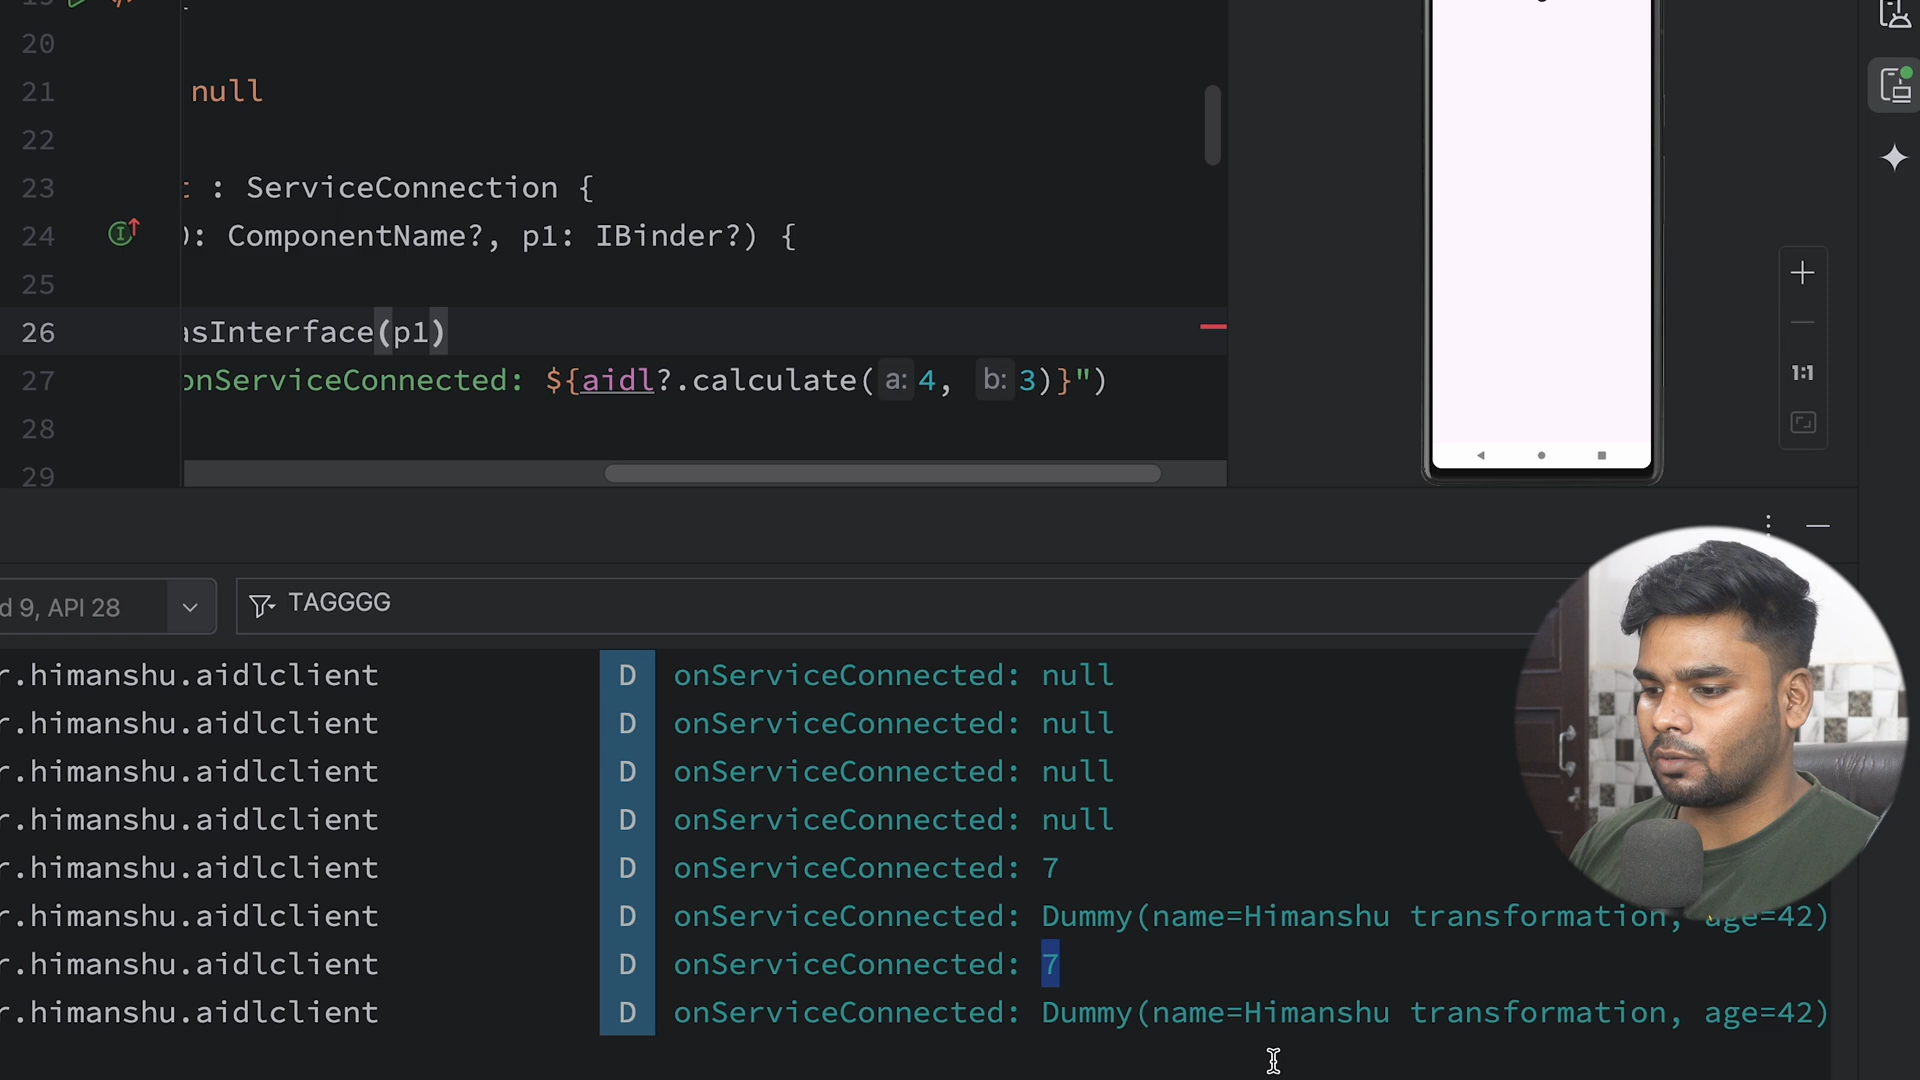 20
21 null
22
23 : ServiceConnection {
24 ): ComponentName?, p1: IBinder?) {
25
26 asInterface(p1)
27 onServiceConnected: ${aidl?.calculate( a: 4, b: 3)}")
28
29
1:1
d 9, API 28 TAGGGG
r.himanshu.aidlclient D onServiceConnected: null
r.himanshu.aidlclient D onServiceConnected: null
r.himanshu.aidlclient D onServiceConnected: null
r.himanshu.aidlclient D onServiceConnected: null
r.himanshu.aidlclient D onServiceConnected: 7
r.himanshu.aidlclient D onServiceConnected: Dummy(name=Himanshu transformation, age=42)
r.himanshu.aidlclient D onServiceConnected: 7
r.himanshu.aidlclient D onServiceConnected: Dummy(name=Himanshu transformation, age=42)